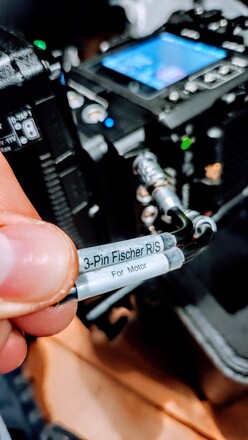 3-Pin Fischer R/S
For Motor